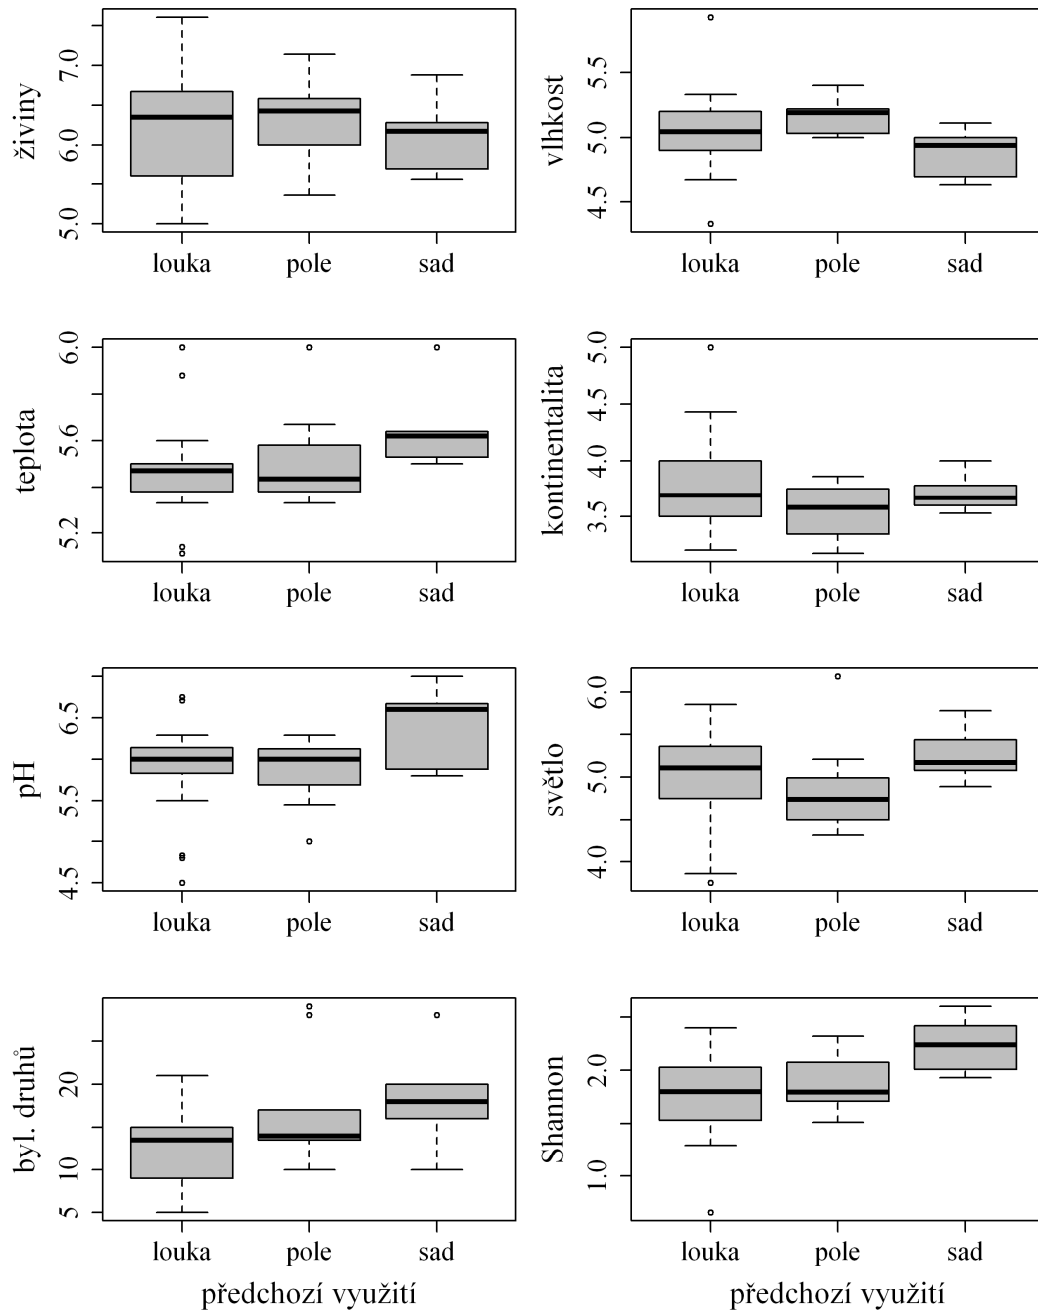 živiny
7.0
6.0
5.0
louka pole sad
vlhkost
5.5
5.0
4.5
louka pole sad
teplota
6.0
5.6
5.2
louka pole sad
kontinentalita
5.0
4.5
4.0
3.5
louka pole sad
pH
6.5
5.5
4.5
louka pole sad
světlo
6.0
5.0
4.0
louka pole sad
byl. druhů
20
10
5
louka pole sad
předchozí využití
Shannon
2.0
1.0
louka pole sad
předchozí využití